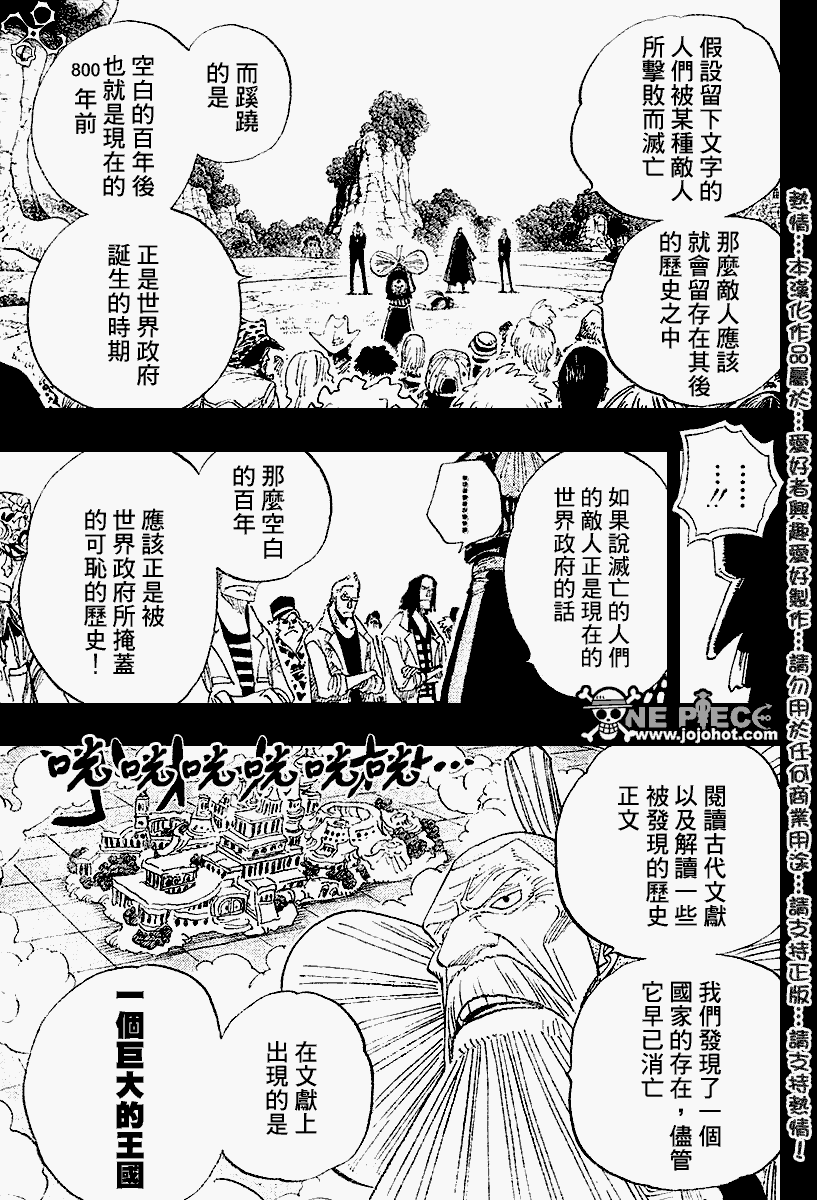 假設留下文字的
人們被某種敵人
所擊敗而滅亡
那麼敵人應該
就會留存在其後
的歷史之中
而蹊蹺
的是
空白的百年後
也就是現在的
800年前
正是世界政府
誕生的時期
……!!
如果說滅亡的人們
的敵人正是現在的
世界政府的話
………
那麼空白
的百年
應該正是被
世界政府所掩蓋
的可恥的歷史！
ONE PIECE
www.jojohot.com
閱讀古代文獻
以及解讀一些
被發現的歷史
正文
我們發現了一個
國家的存在，儘管
它早已消亡
在文獻上
出現的是
一個巨大的王國
咣咣咣咣咣咣…
熱情…本漢化作品屬於…愛好者興趣愛好製作…請勿用於任何商業用途…請支持正版…請支持熱情！